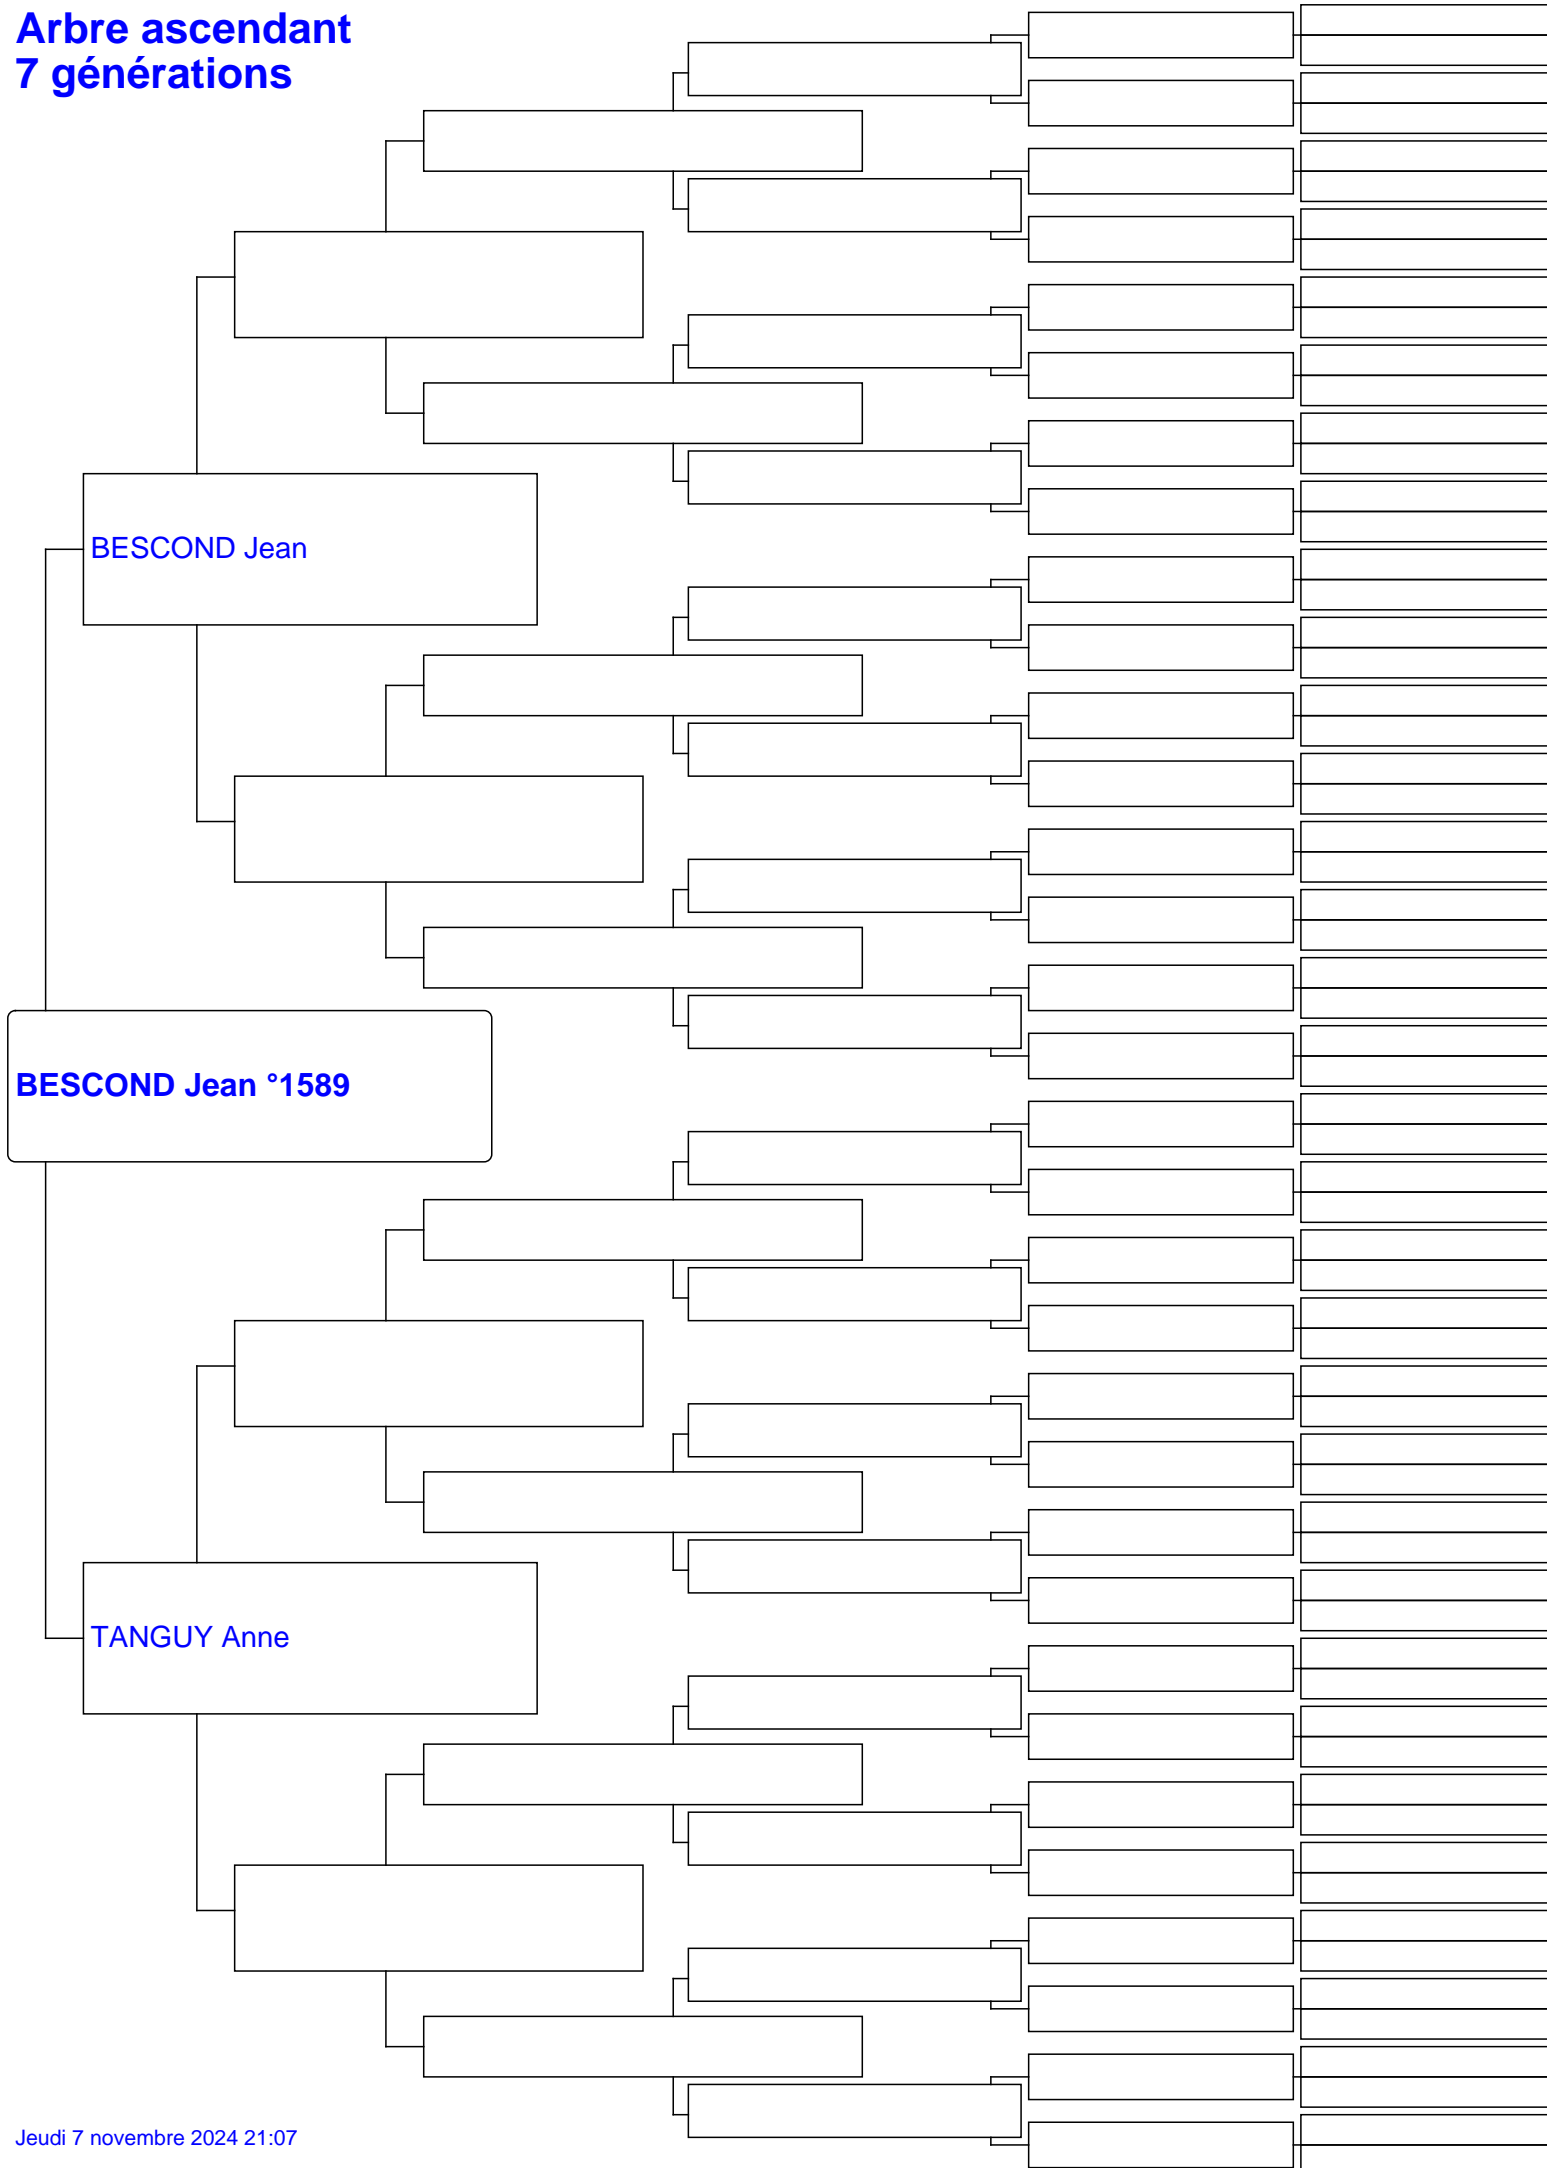 Arbre ascendant
7 générations
BESCOND Jean
BESCOND Jean °1589
TANGUY Anne
Jeudi 7 novembre 2024 21:07